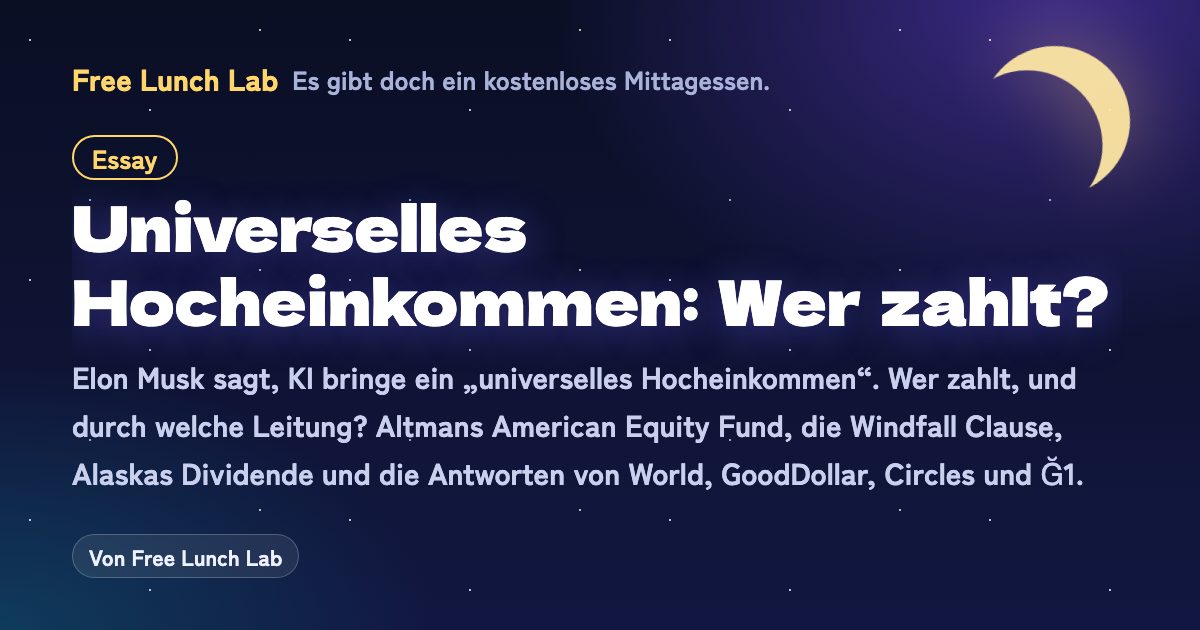 Free Lunch Lab Es gibt doch ein kostenloses Mittagessen.
Essay
Universelles
Hocheinkommen: Wer zahlt?
Elon Musk sagt, KI bringe ein „universelles Hocheinkommen“. Wer zahlt, und
durch welche Leitung? Altmans American Equity Fund, die Windfall Clause,
Alaskas Dividende und die Antworten von World, GoodDollar, Circles und Ğ1.
Von Free Lunch Lab